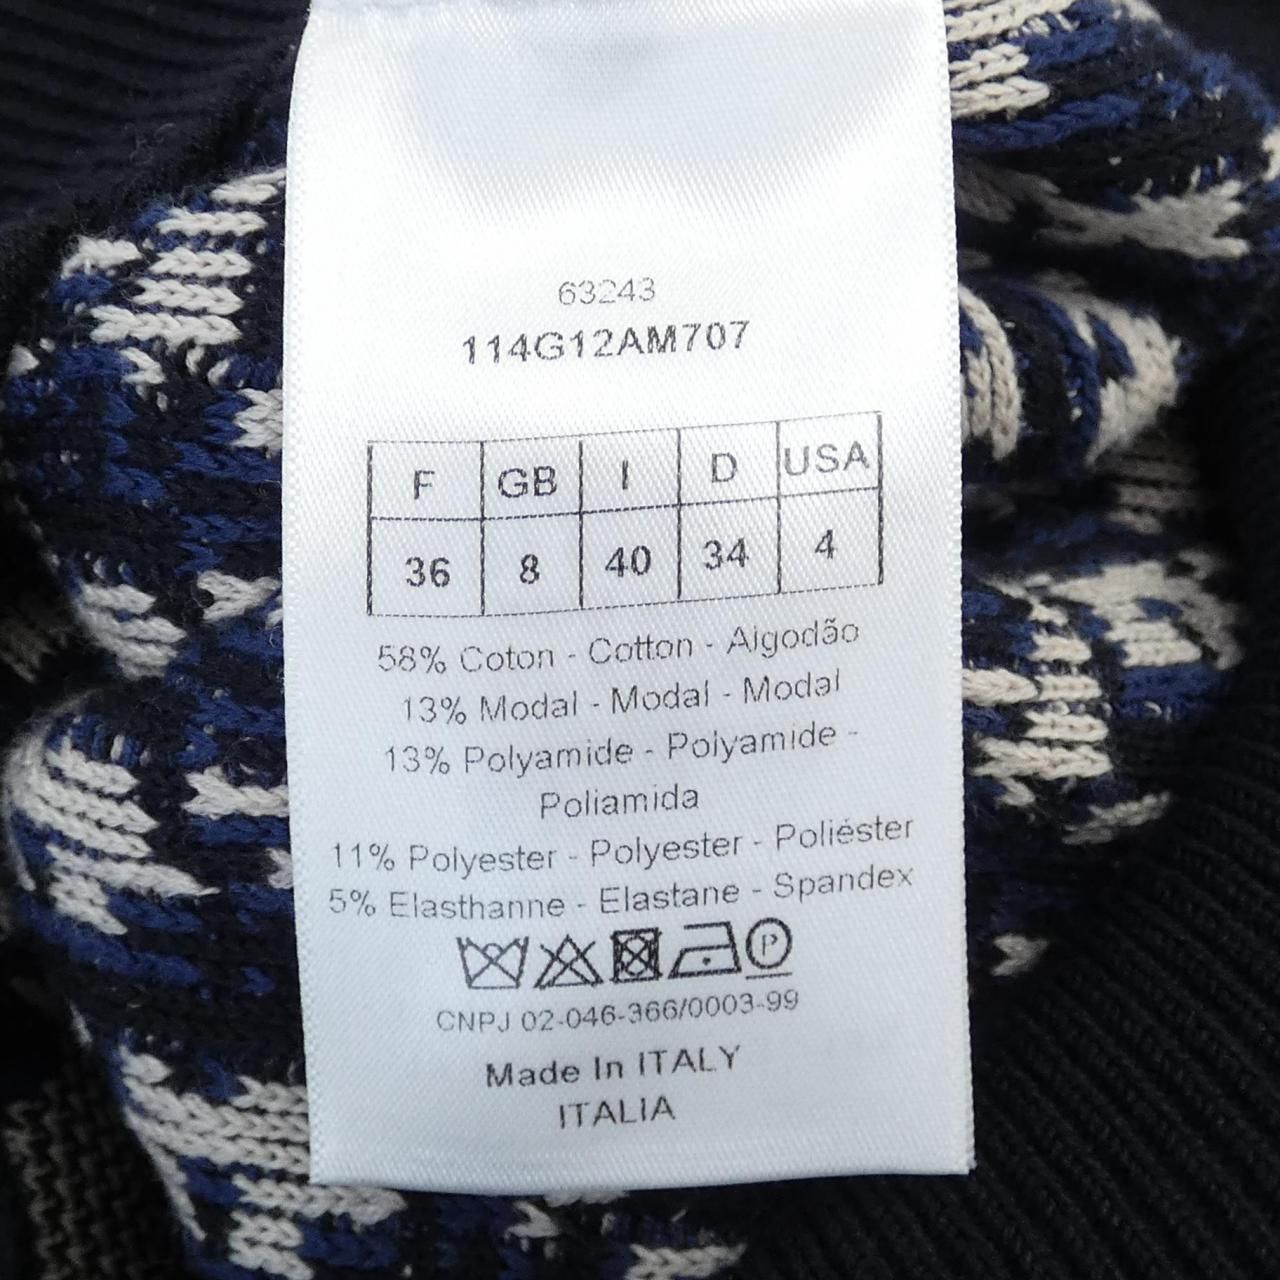 63243
114G12AM707
F GB I D USA
36 8 40 34 4
58% Coton - Cotton - Algodão
13% Modal - Modal - Modal
13% Polyamide - Polyamide -
Poliamida
11% Polyester - Polyester - Poliéster
5% Elasthanne - Elastane - Spandex
P
CNPJ 02-046-366/0003-99
Made In ITALY
ITALIA